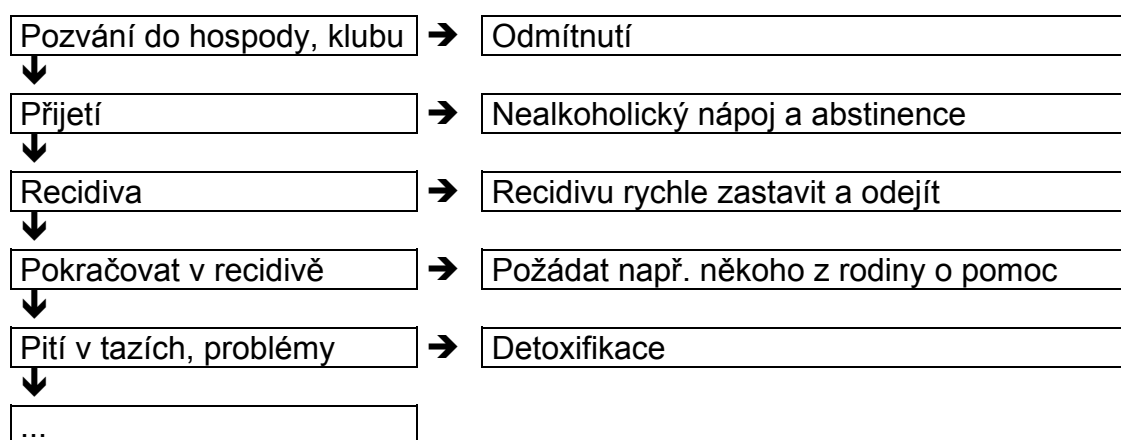 Pozvání do hospody, klubu ➔ Odmítnutí
Přijetí ➔ Nealkoholický nápoj a abstinence
Recidiva ➔ Recidivu rychle zastavit a odejít
Pokračovat v recidivě ➔ Požádat např. někoho z rodiny o pomoc
Pití v tazích, problémy ➔ Detoxifikace
...